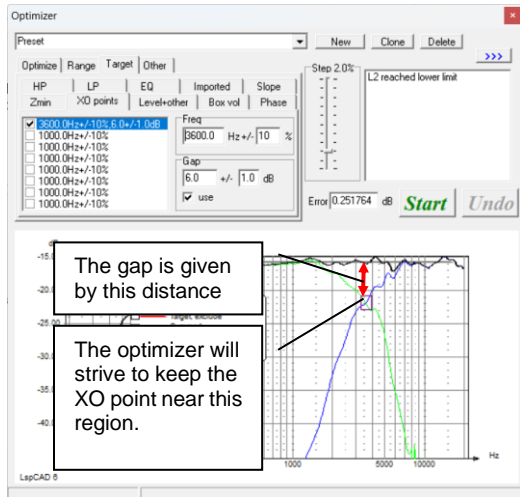 Optimizer
Preset
New
Clone
Delete
>>>
Optimize
Range
Target
Other
Step 2.0%
L2 reached lower limit
HP
LP
EQ
Imported
Slope
Zmin
XO points
Level+other
Box vol
Phase
3600.0Hz+/-10%,6.0+/-1.0dB
1000.0Hz+/-10%
1000.0Hz+/-10%
1000.0Hz+/-10%
1000.0Hz+/-10%
1000.0Hz+/-10%
1000.0Hz+/-10%
1000.0Hz+/-10%
Freq
3600.0 Hz +/- 10 %
Gap
6.0 +/- 1.0 dB
use
Error 0.251764 dB
Start
Undo
-15.0
-20.00
-25.00
-30.0
-35.0
-40.0
The gap is given
by this distance
Target, exclude
The optimizer will
strive to keep the
XO point near this
region.
1000
5000
10000
Hz
LspCAD 6